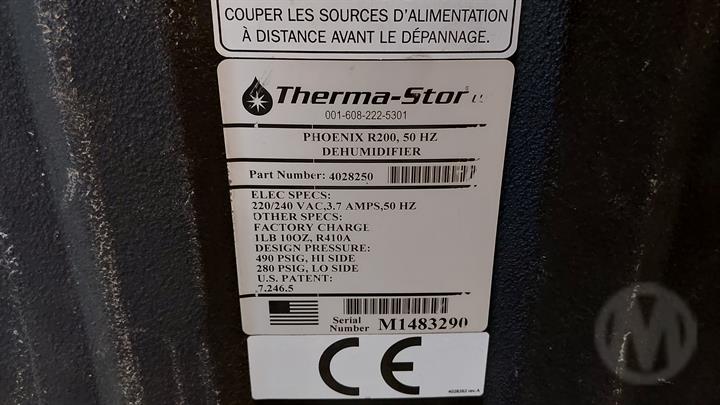 COUPER LES SOURCES D'ALIMENTATION
À DISTANCE AVANT LE DÉPANNAGE.
Therma-Stor
001-608-222-5301
PHOENIX R200, 50 HZ
DEHUMIDIFIER
Part Number: 4028250
ELEC SPECS:
220/240 VAC,3.7 AMPS,50 HZ
OTHER SPECS:
FACTORY CHARGE
1LB 10OZ, R410A
DESIGN PRESSURE:
490 PSIG, HI SIDE
280 PSIG, LO SIDE
U.S. PATENT:
7.246.5
Serial
Number M1483290
CE
4028382 rev. A
M